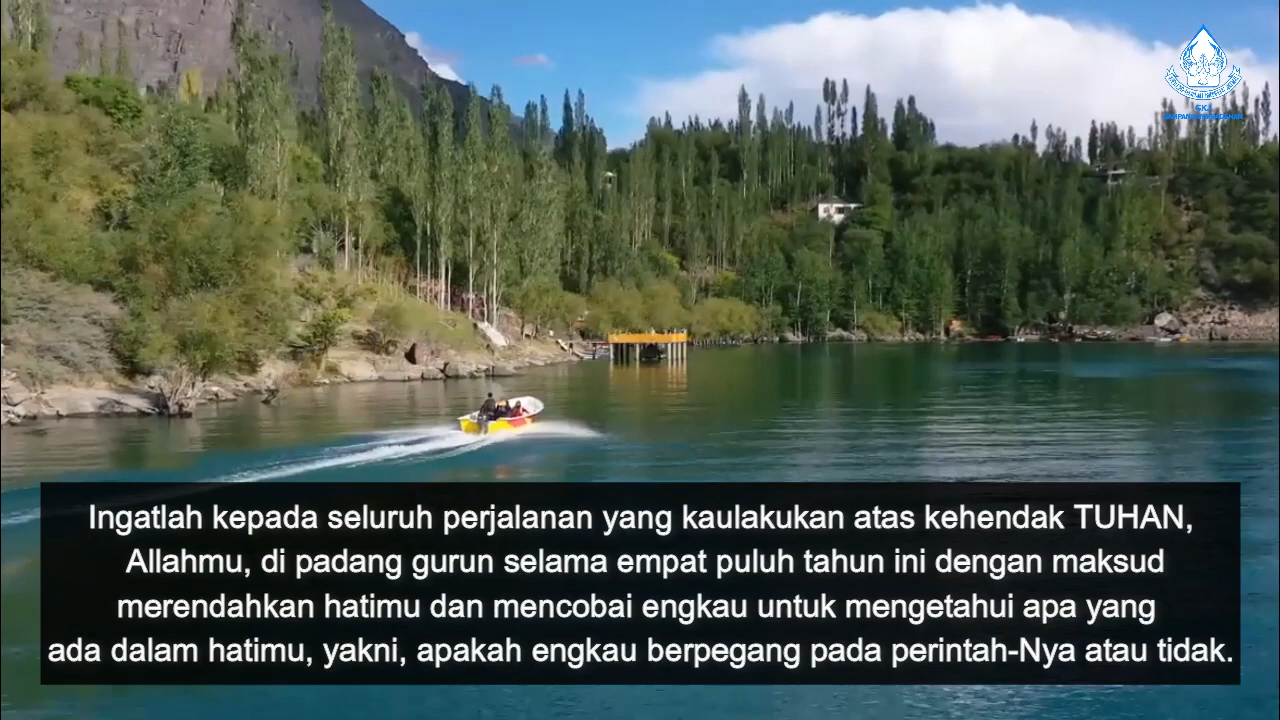 GKJ
Ingatlah kepada seluruh perjalanan yang kaulakukan atas kehendak TUHAN,
Allahmu, di padang gurun selama empat puluh tahun ini dengan maksud
merendahkan hatimu dan mencobai engkau untuk mengetahui apa yang
ada dalam hatimu, yakni, apakah engkau berpegang pada perintah-Nya atau tidak.